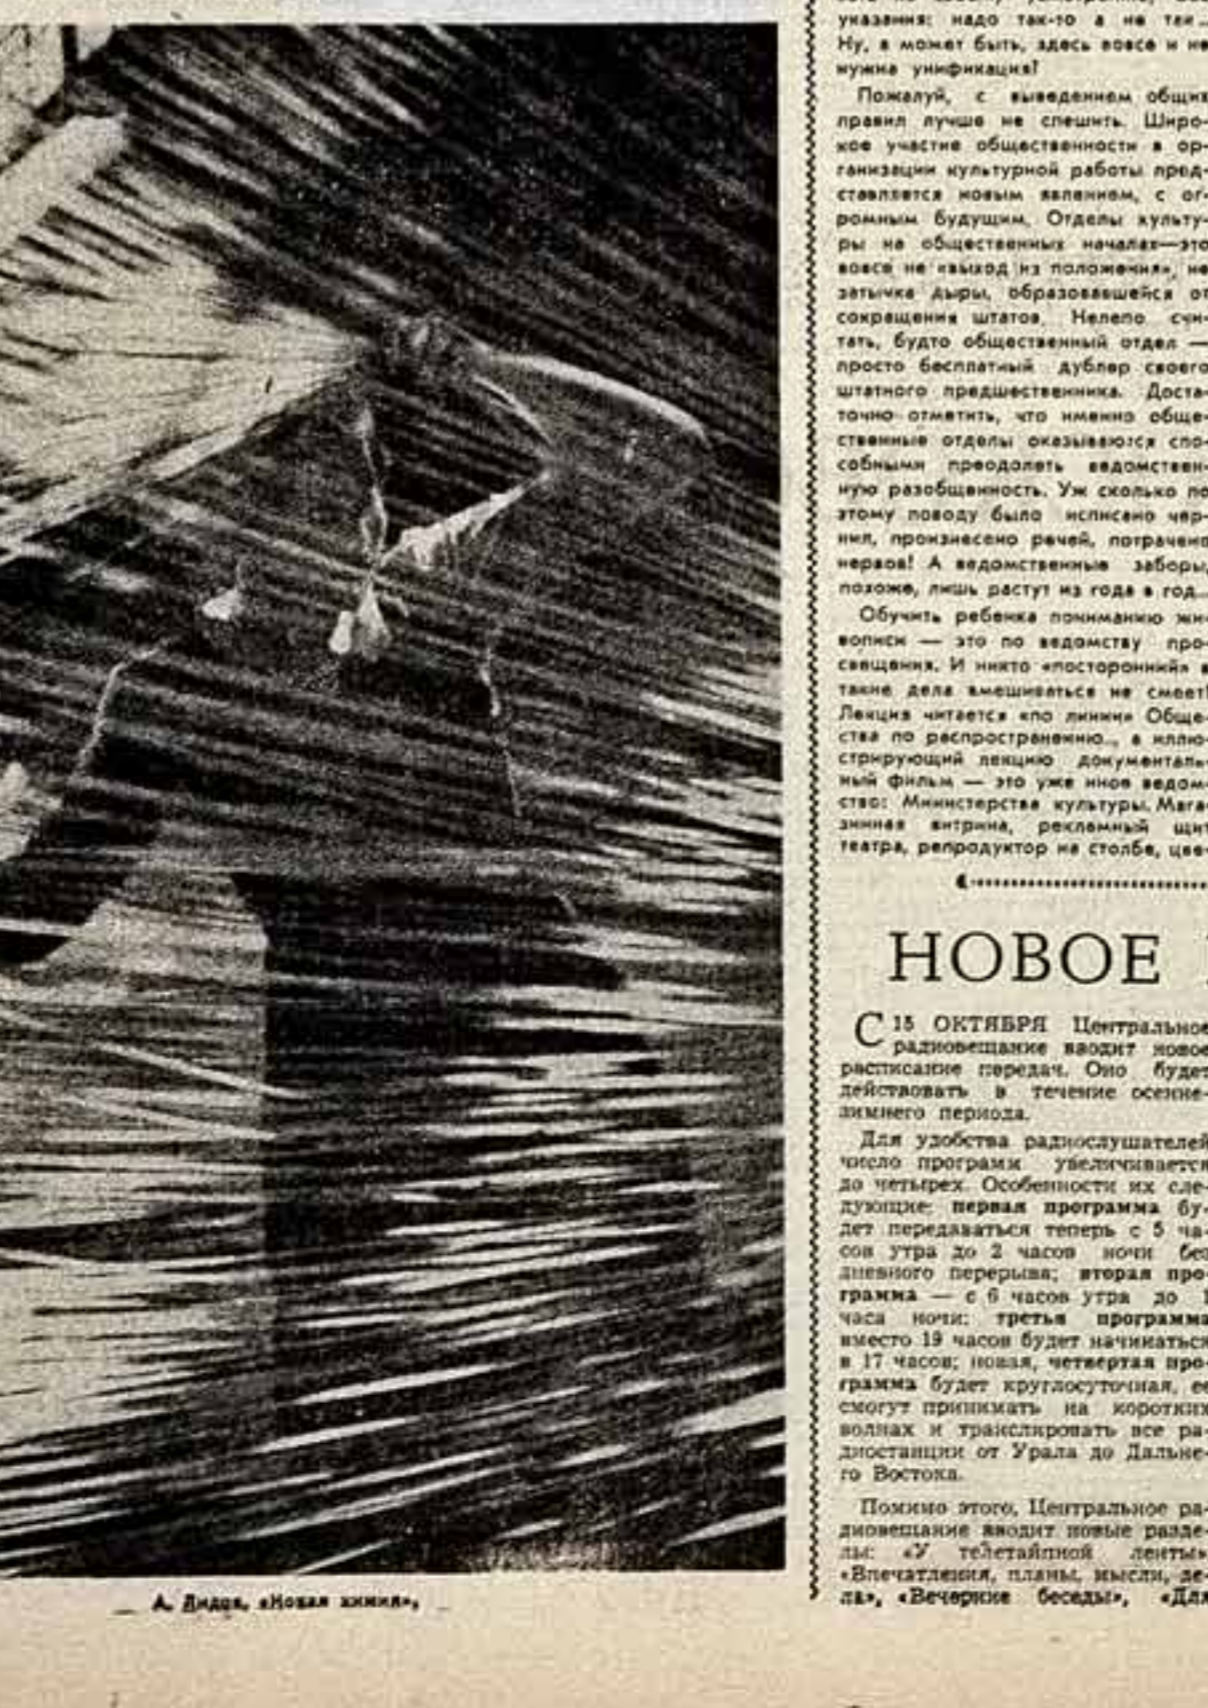 указания: надо так-то а не так...
Ну, а может быть, здесь вовсе и не
нужна унификация?
Пожалуй, с выведением общих
правил лучше не спешить. Широ-
кое участие общественности в ор-
ганизации культурной работы пред-
ставляется новым явлением, с ог-
ромным будущим. Отделы культу-
ры на общественных началах—это
вовсе не «выход из положения», не
затычка дыры, образовавшейся от
сокращения штатов. Нелепо счи-
тать, будто общественный отдел —
просто бесплатный дублер своего
штатного предшественника. Доста-
точно отметить, что именно обще-
ственные отделы оказываются спо-
собными преодолеть ведомствен-
ную разобщенность. Уж сколько по
этому поводу было исписано чер-
нил, произнесено речей, потрачено
нервов! А ведомственные заборы,
похоже, лишь растут из года в год...
Обучить ребенка пониманию жи-
вописи — это по ведомству про-
свещения. И никто «посторонний» в
такие дела вмешиваться не смеет!
Лекция читается «по линии» Обще-
ства по распространению.., а иллю-
стрирующий лекцию документаль-
ный фильм — это уже иное ведом-
ство: Министерства культуры. Мага-
зинная витрина, рекламный щит
театра, репродуктор на столбе, цве-
НОВОЕ
С 15 ОКТЯБРЯ Центральное
радиовещание вводит новое
расписание передач. Оно будет
действовать в течение осенне-
зимнего периода.
Для удобства радиослушателей
число программ увеличивается
до четырех. Особенности их сле-
дующие: первая программа бу-
дет передаваться теперь с 5 ча-
сов утра до 2 часов ночи без
дневного перерыва; вторая про-
грамма — с 6 часов утра до 1
часа ночи; третья программа
вместо 19 часов будет начинаться
в 17 часов; новая, четвертая про-
грамма будет круглосуточная, ее
смогут принимать на коротких
волнах и транслировать все ра-
диостанции от Урала до Дальне-
го Востока.
Помимо этого, Центральное ра-
диовещание вводит новые разде-
лы: «У телетайпной ленты»
«Впечатления, планы, мысли, де-
ла», «Вечерние беседы», «Для
А. «Новая химия»,